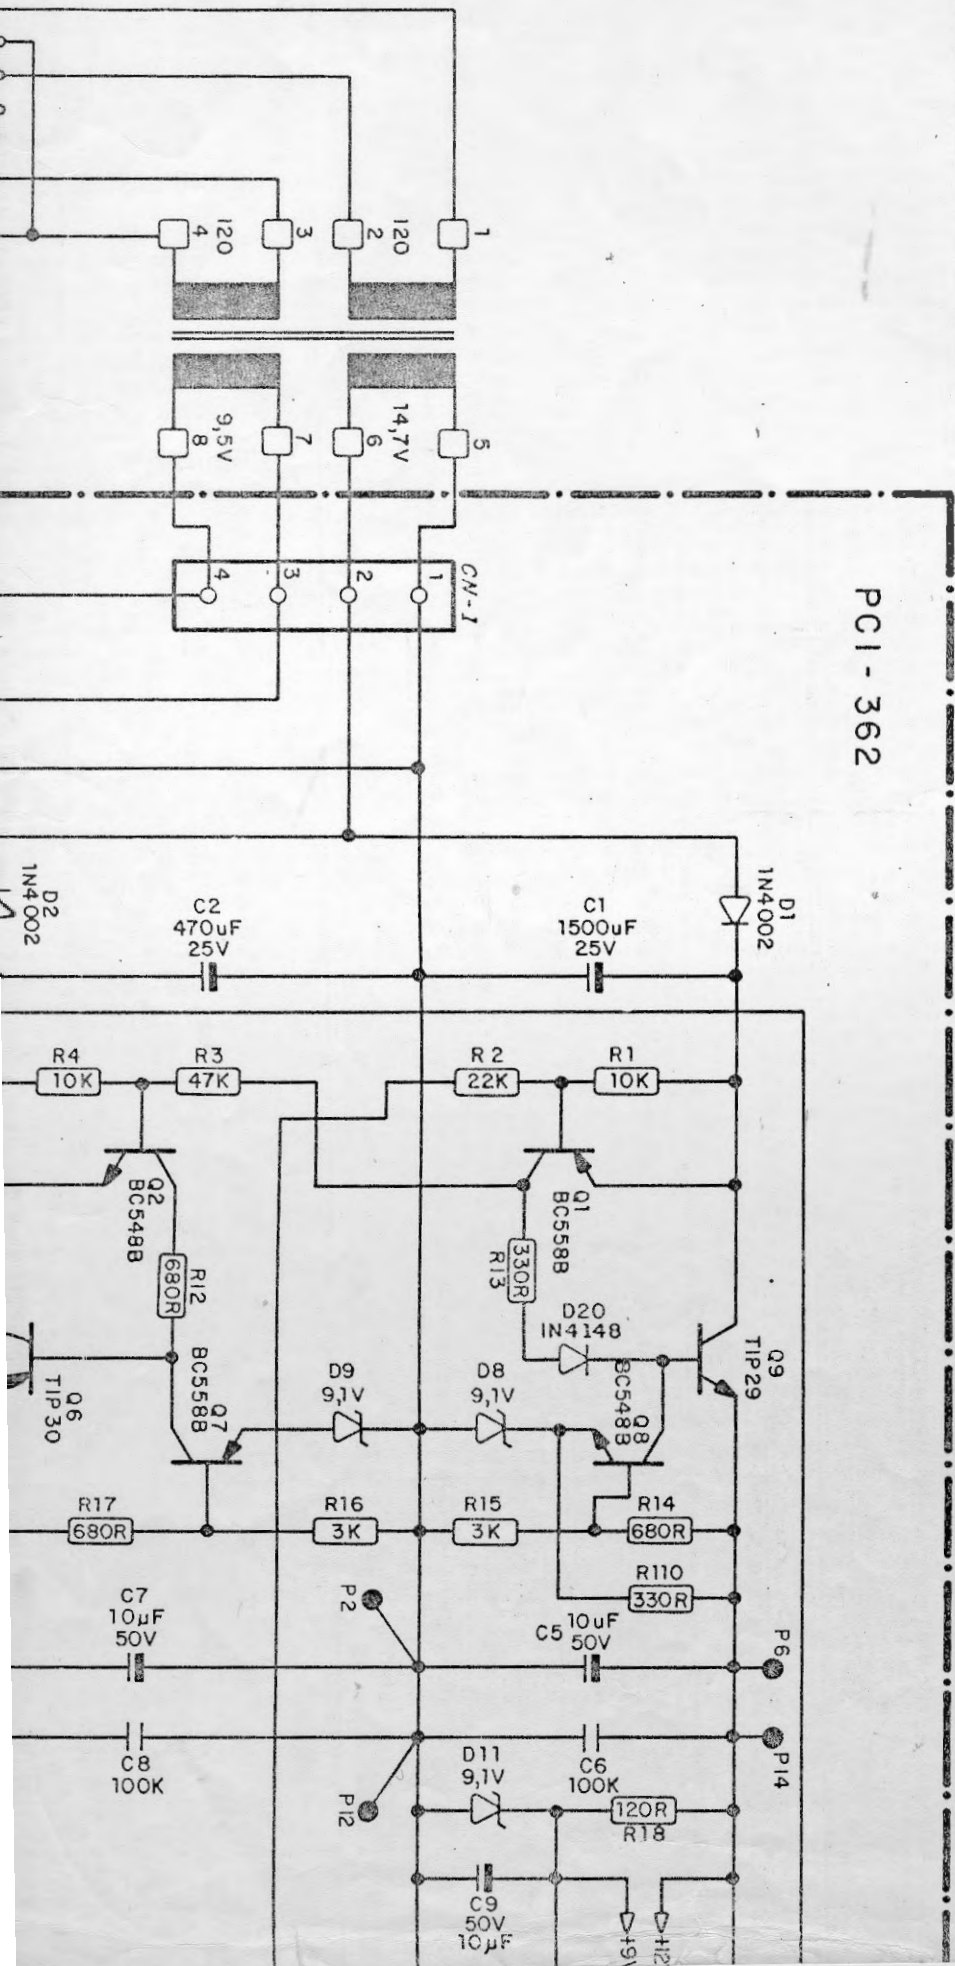 1
120
2
3
120
4
5
14,7V
6
7
9,5V
8
CN-1
1
2
3
4
PC1-362
D1
1N4002
D2
1N4002
C2
470uF
25V
C1
1500uF
25V
R4
10K
R3
47K
R2
22K
R1
10K
Q2
BC548B
Q1
BC558B
R12
680R
R13
330R
D20
1N4148
Q9
TIP29
BC548B
Q8
D9
9,1V
D8
9,1V
BC558B
Q7
Q6
TIP30
R17
680R
R16
3K
R15
3K
R14
680R
R110
330R
P2
C7
10µF
50V
C5
10uF
50V
P6
C8
100K
P12
C6
100K
P14
D11
9,1V
120R
R18
C9
50V
10µF
+9V
+12